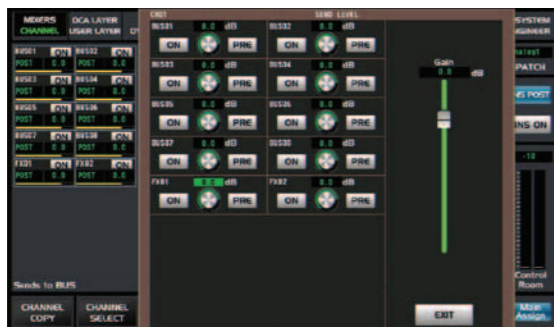 MIXERS
CHANNEL
DCA LAYER
USER LAYER
BUS01 ON BUS02 ON
POST 0.0 POST 0.0
BUS03 ON BUS04 ON
POST 0.0 POST 0.0
BUS05 ON BUS06 ON
POST 0.0 POST 0.0
BUS07 ON BUS08 ON
POST 0.0 POST 0.0
FX01 ON FX02 ON
POST 0.0 POST 0.0
Sends to BUS
CHANNEL
COPY
CHANNEL
SELECT
CH01 SEND LEVEL
BUS01 0.0 dB BUS02 0.0 dB
ON PRE ON PRE
BUS03 0.0 dB BUS04 0.0 dB
ON PRE ON PRE
BUS05 0.0 dB BUS06 0.0 dB
ON PRE ON PRE
BUS07 0.0 dB BUS08 0.0 dB
ON PRE ON PRE
FX01 0.0 dB FX02 0.0 dB
ON PRE ON PRE
Gain
0.0 dB
EXIT
SYSTEM
PATCH
NS POST
NS ON
-10
Control
Room
Main
Assign